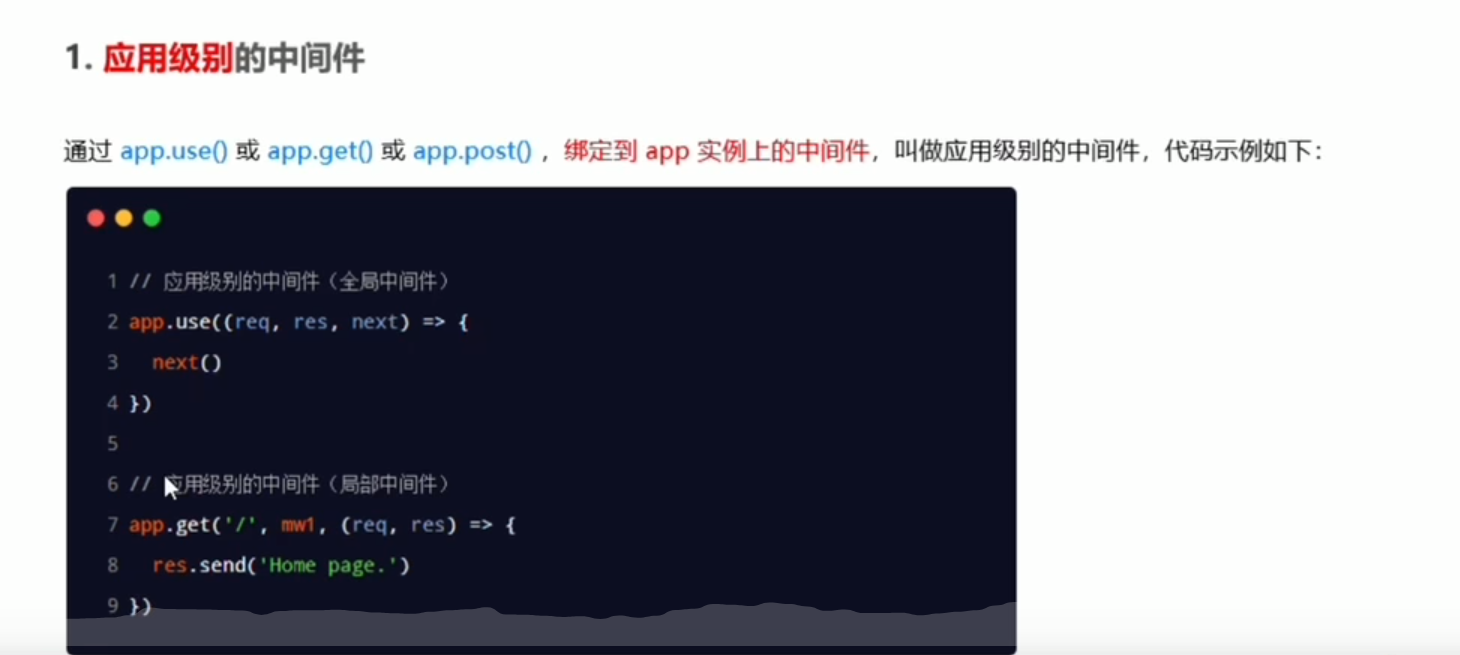 1. 应用级别的中间件
通过 app.use() 或 app.get() 或 app.post() ，绑定到 app 实例上的中间件，叫做应用级别的中间件，代码示例如下：
1 // 应用级别的中间件（全局中间件）
2 app.use((req, res, next) => {
3   next()
4 })
5
6 // 应用级别的中间件（局部中间件）
7 app.get('/', mw1, (req, res) => {
8   res.send('Home page.')
9 })